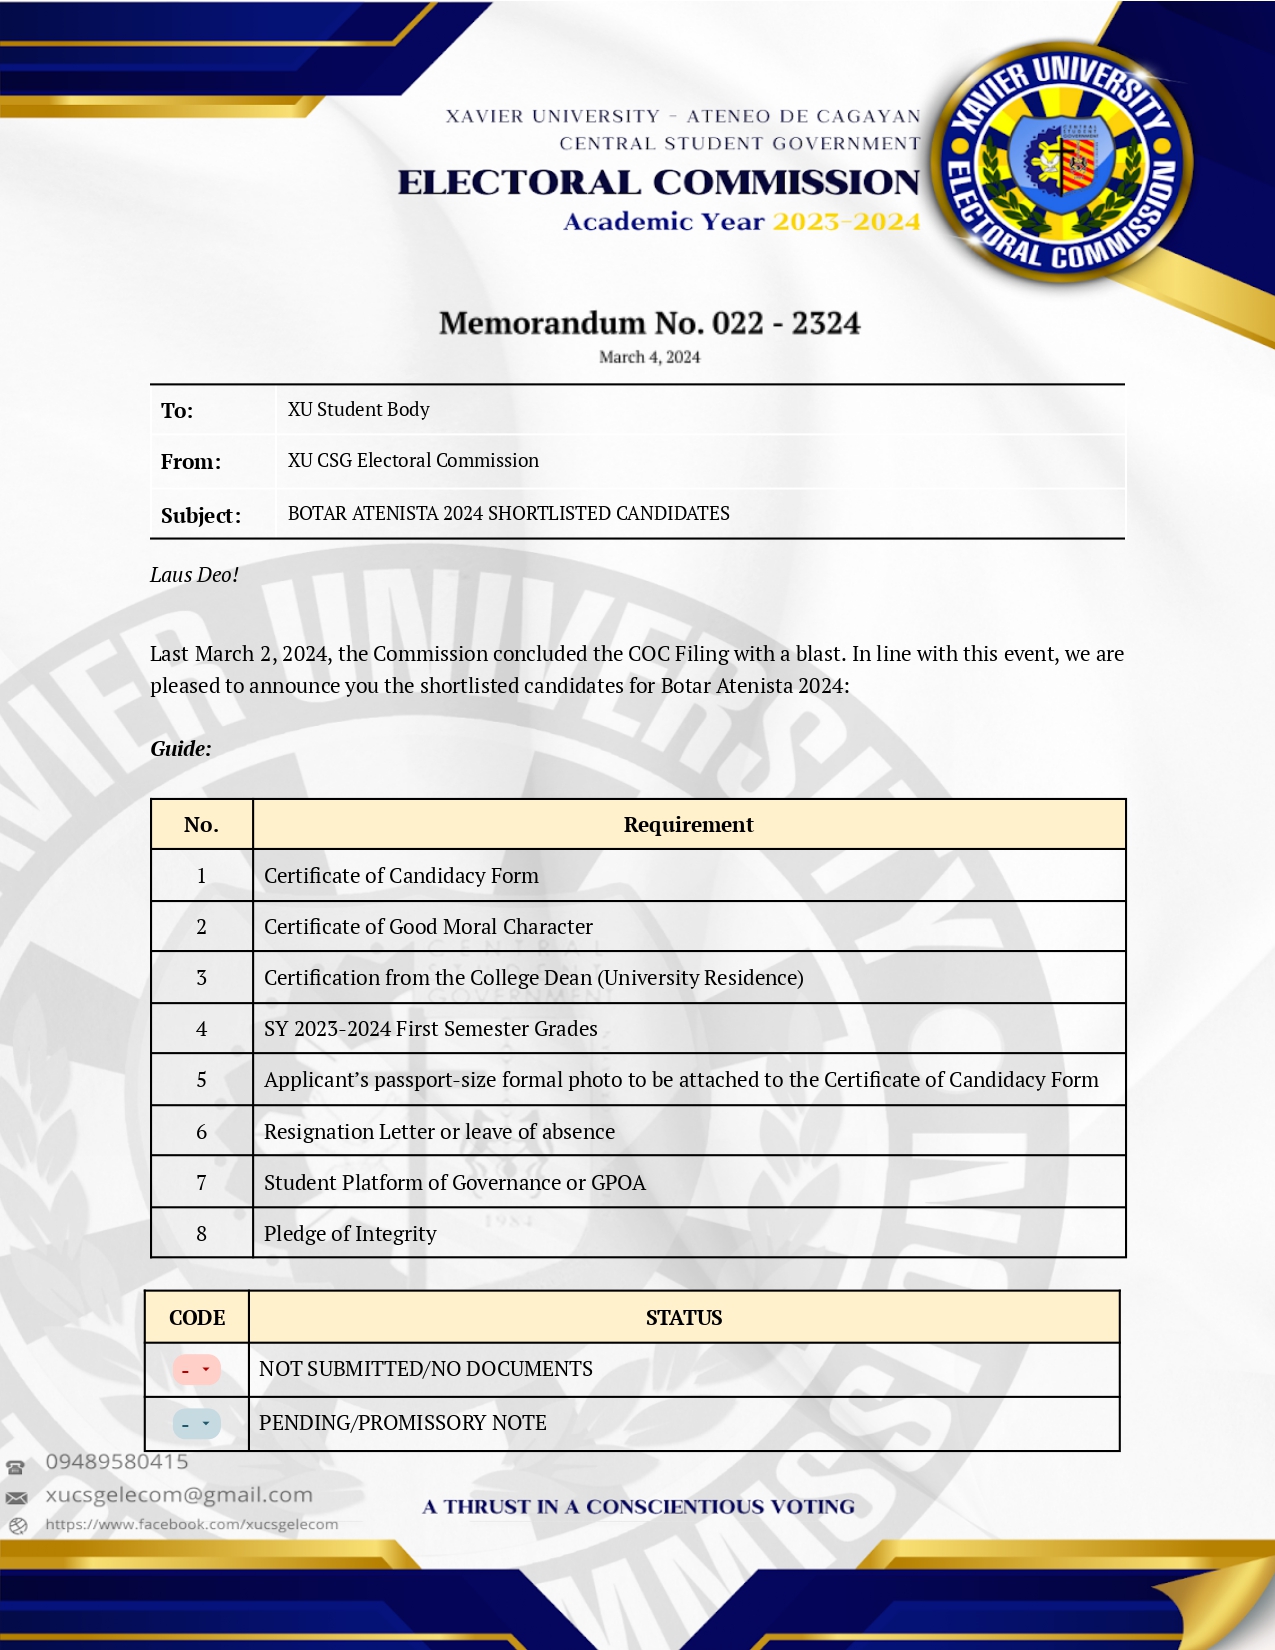 XAVIER UNIVERSITY - ATENEO DE CAGAYAN
CENTRAL STUDENT GOVERNMENT
ELECTORAL COMMISSION
Academic Year 2023-2024
XAVIER UNIVERSITY
ELECTORAL COMMISSION
Memorandum No. 022 - 2324
March 4, 2024
To: XU Student Body
From: XU CSG Electoral Commission
Subject: BOTAR ATENISTA 2024 SHORTLISTED CANDIDATES
Laus Deo!
Last March 2, 2024, the Commission concluded the COC Filing with a blast. In line with this event, we are
pleased to announce you the shortlisted candidates for Botar Atenista 2024:
Guide:
No. Requirement
1 Certificate of Candidacy Form
2 Certificate of Good Moral Character
3 Certification from the College Dean (University Residence)
4 SY 2023-2024 First Semester Grades
5 Applicant’s passport-size formal photo to be attached to the Certificate of Candidacy Form
6 Resignation Letter or leave of absence
7 Student Platform of Governance or GPOA
8 Pledge of Integrity
CODE STATUS
- NOT SUBMITTED/NO DOCUMENTS
- PENDING/PROMISSORY NOTE
09489580415
xucsgelecom@gmail.com
https://www.facebook.com/xucsgelecom
A THRUST IN A CONSCIENTIOUS VOTING